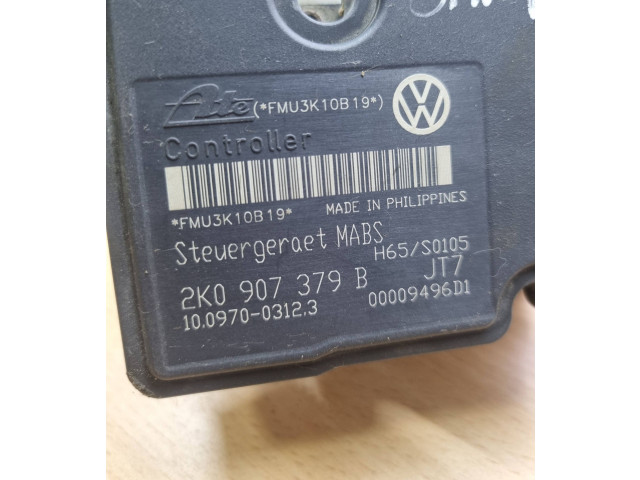 Ate (*FMU3K10B19*)
Controller
*FMU3K10B19* MADE IN PHILIPPINES
Steuergeraet MABS H65/S0105
2K0 907 379 B JT7
10.0970-0312.3 00009496D1